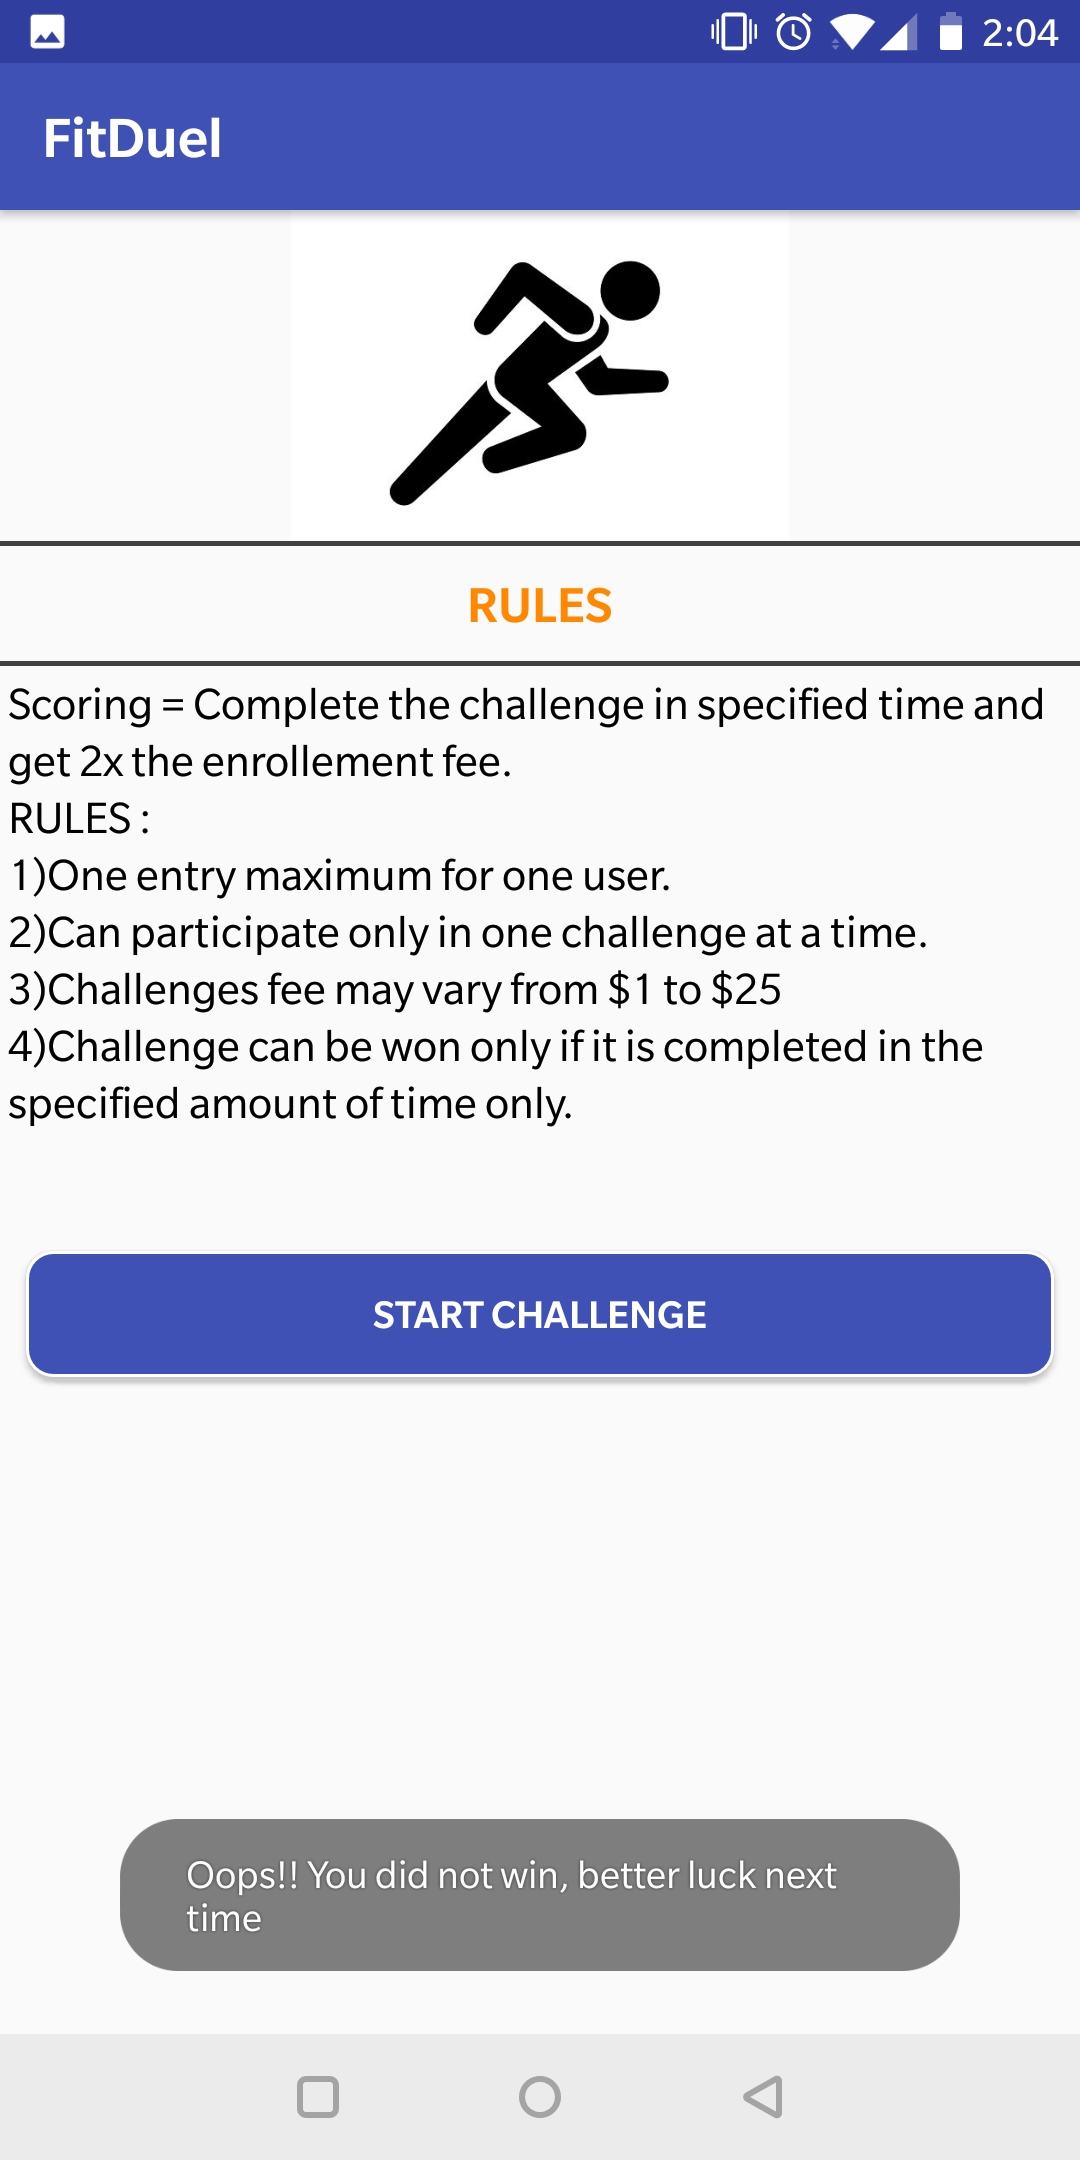 2:04
FitDuel
RULES
Scoring = Complete the challenge in specified time and
get 2x the enrollement fee.
RULES :
1)One entry maximum for one user.
2)Can participate only in one challenge at a time.
3)Challenges fee may vary from $1 to $25
4)Challenge can be won only if it is completed in the
specified amount of time only.
START CHALLENGE
Oops!! You did not win, better luck next
time